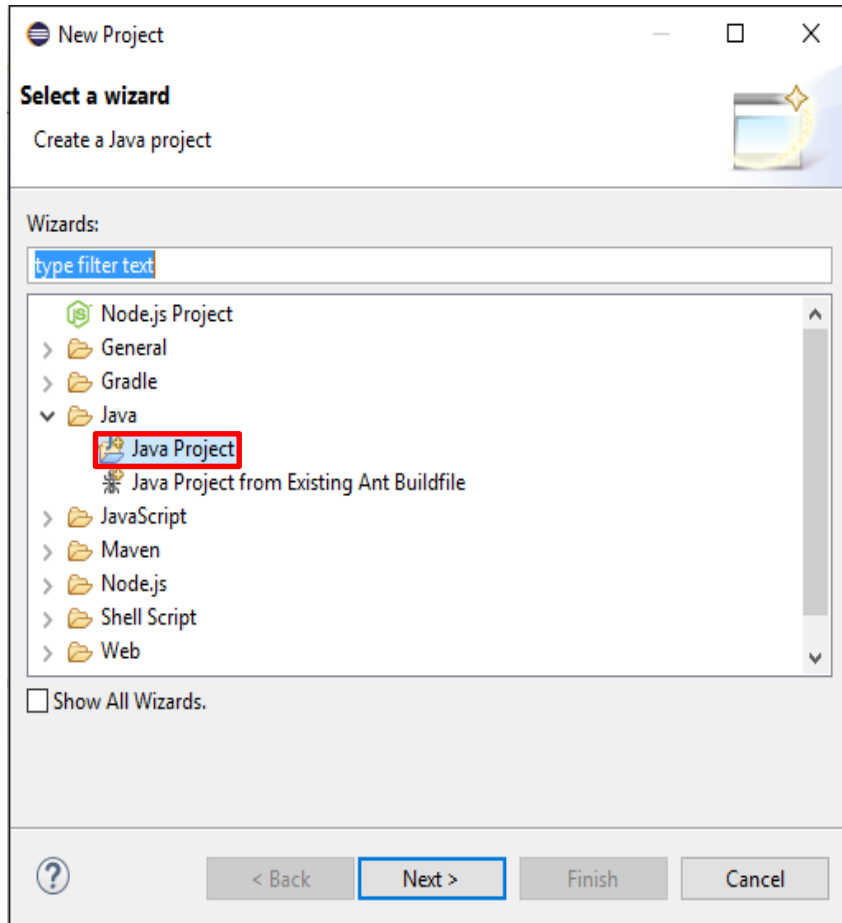 New Project
Select a wizard
Create a Java project
Wizards:
type filter text
Node.js Project
General
Gradle
Java
Java Project
Java Project from Existing Ant Buildfile
JavaScript
Maven
Node.js
Shell Script
Web
Show All Wizards.
< Back Next > Finish Cancel